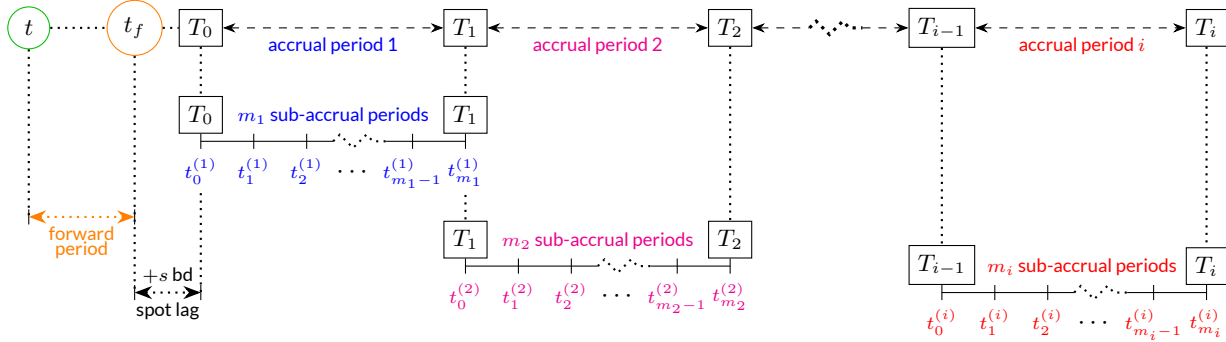 t t_f T_0 T_1 T_2 T_{i-1} T_i
accrual period 1 accrual period 2 accrual period i
T_0 m_1 sub-accrual periods T_1
t_0^{(1)} t_1^{(1)} t_2^{(1)} ··· t_{m_1-1}^{(1)} t_{m_1}^{(1)}
forward
period
T_1 m_2 sub-accrual periods T_2
t_0^{(2)} t_1^{(2)} t_2^{(2)} ··· t_{m_2-1}^{(2)} t_{m_2}^{(2)}
+s bd
spot lag
T_{i-1} m_i sub-accrual periods T_i
t_0^{(i)} t_1^{(i)} t_2^{(i)} ··· t_{m_i-1}^{(i)} t_{m_i}^{(i)}